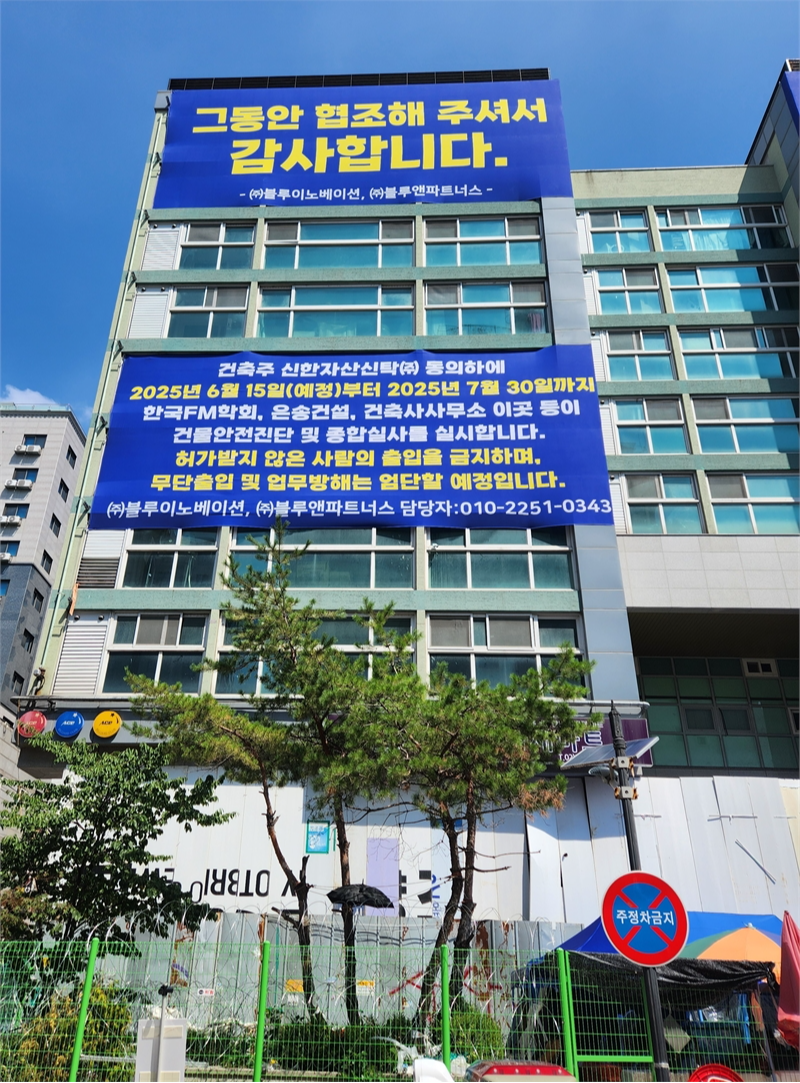 그동안 협조해 주셔서
감사합니다.
- ㈜블루이노베이션, ㈜블루앤파트너스 -
건축주 신한자산신탁㈜ 동의하에
2025년 6월 15일(예정)부터 2025년 7월 30일까지
한국FM학회, 은송건설, 건축사사무소 이곳 등이
건물안전진단 및 종합실사를 실시합니다.
허가받지 않은 사람의 출입을 금지하며,
무단출입 및 업무방해는 엄단할 예정입니다.
㈜블루이노베이션, ㈜블루앤파트너스 담당자:010-2251-0343
주정차금지